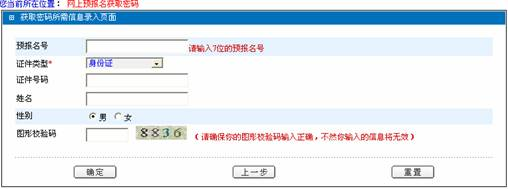 您当前所在位置： 网上预报名获取密码
获取密码所需信息录入页面
预报名号 请输入7位的预报名号
证件类型* 身份证
证件号码
姓名
性别 男 女
图形校验码 8836 （请确保你的图形校验码输入正确，不然你输入的信息将无效）
确定 上一步 重置